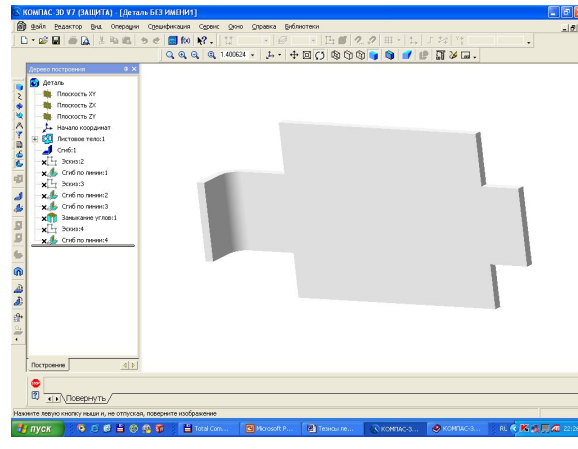 КОМПАС-3D V7 (ЗАЩИТА) - [Деталь БЕЗ ИМЕНИ1]
Файл Редактор Вид Операции Спецификация Сервис Окно Справка Библиотеки
1.400624
Дерево построения
Деталь
Плоскость XY
Плоскость ZX
Плоскость ZY
Начало координат
Листовое тело:1
Сгиб:1
Эскиз:2
Сгиб по линии:1
Эскиз:3
Сгиб по линии:2
Сгиб по линии:3
Замыкание углов:1
Эскиз:4
Сгиб по линии:4
Построение
STOP
Повернуть
Нажмите левую кнопку мыши и, не отпуская, поверните изображение
пуск Total Com... Microsoft P... Тезисы ле... КОМПАС-3... КОМПАС-3... RL